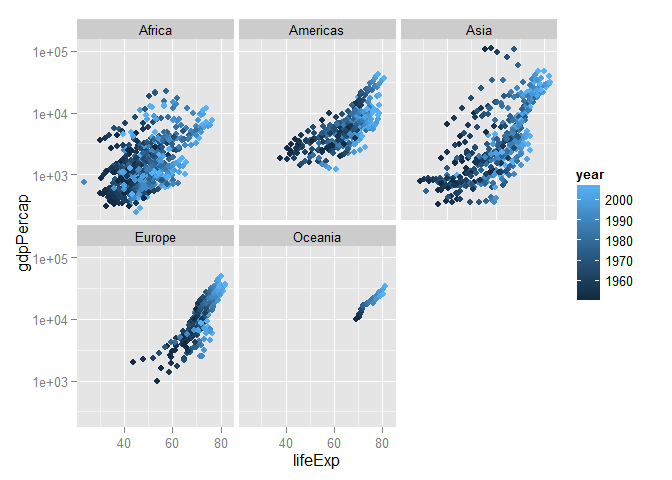 Africa Americas Asia
1e+05
1e+04
1e+03
Europe Oceania
1e+05
1e+04
1e+03
40 60 80 40 60 80
lifeExp
gdpPercap
year
2000
1990
1980
1970
1960